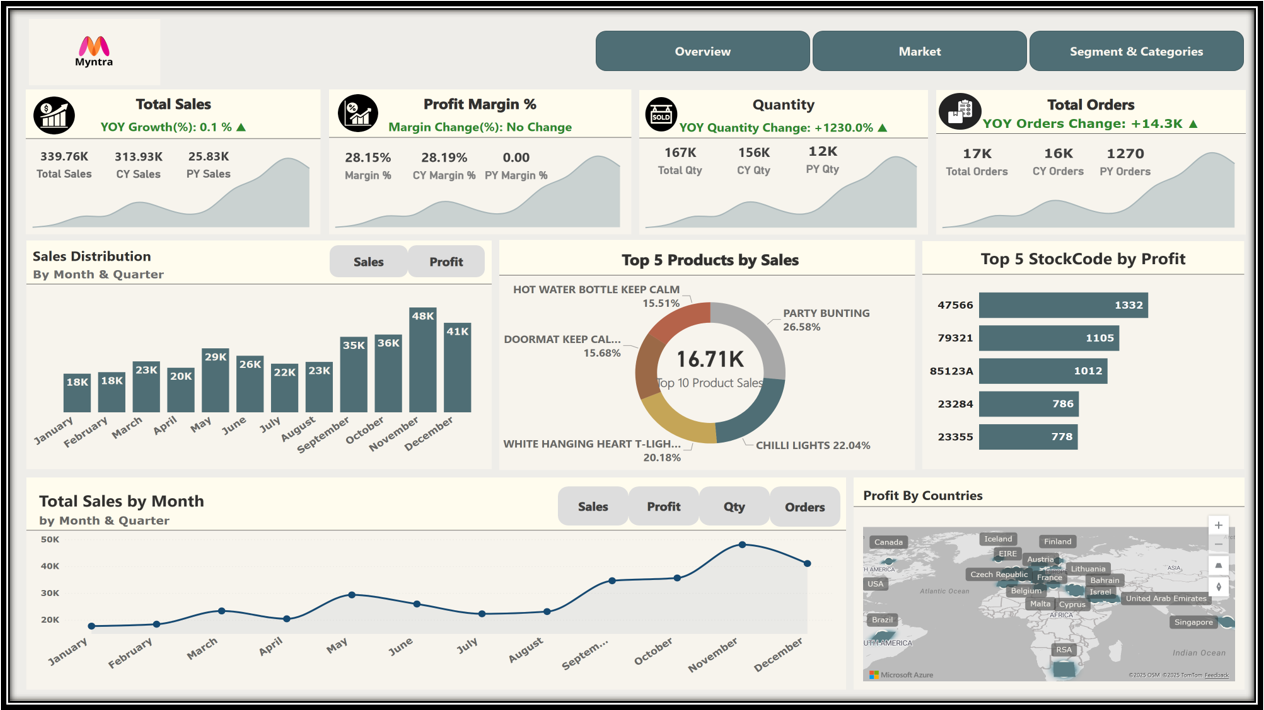 Myntra
Overview
Market
Segment & Categories
Total Sales
YOY Growth(%): 0.1 % ▲
339.76K
313.93K
25.83K
Total Sales
CY Sales
PY Sales
Profit Margin %
Margin Change(%): No Change
28.15%
28.19%
0.00
Margin %
CY Margin %
PY Margin %
SOLD
Quantity
YOY Quantity Change: +1230.0% ▲
167K
156K
12K
Total Qty
CY Qty
PY Qty
Total Orders
YOY Orders Change: +14.3K ▲
17K
16K
1270
Total Orders
CY Orders
PY Orders
Sales Distribution
By Month & Quarter
Sales
Profit
18K
18K
23K
20K
29K
26K
22K
23K
35K
36K
48K
41K
January
February
March
April
May
June
July
August
September
October
November
December
Top 5 Products by Sales
HOT WATER BOTTLE KEEP CALM
15.51%
PARTY BUNTING
26.58%
DOORMAT KEEP CAL...
15.68%
16.71K
Top 10 Product Sales
WHITE HANGING HEART T-LIGH...
20.18%
CHILLI LIGHTS 22.04%
Top 5 StockCode by Profit
47566
1332
79321
1105
85123A
1012
23284
786
23355
778
Total Sales by Month
by Month & Quarter
Sales
Profit
Qty
Orders
50K
40K
30K
20K
January
February
March
April
May
June
July
August
Septem...
October
November
December
Profit By Countries
Canada
Iceland
Finland
EIRE
Austria
H AMERICA
ASIA
Czech Republic
France
Lithuania
USA
Bahrain
Atlantic Ocean
Belgium
Israel
United Arab Emirates
Malta
Cyprus
AFRICA
Brazil
Singapore
UTH AMERICA
RSA
Indian Ocean
+
−
Microsoft Azure
©2025 OSM ©2025 TomTom Feedback